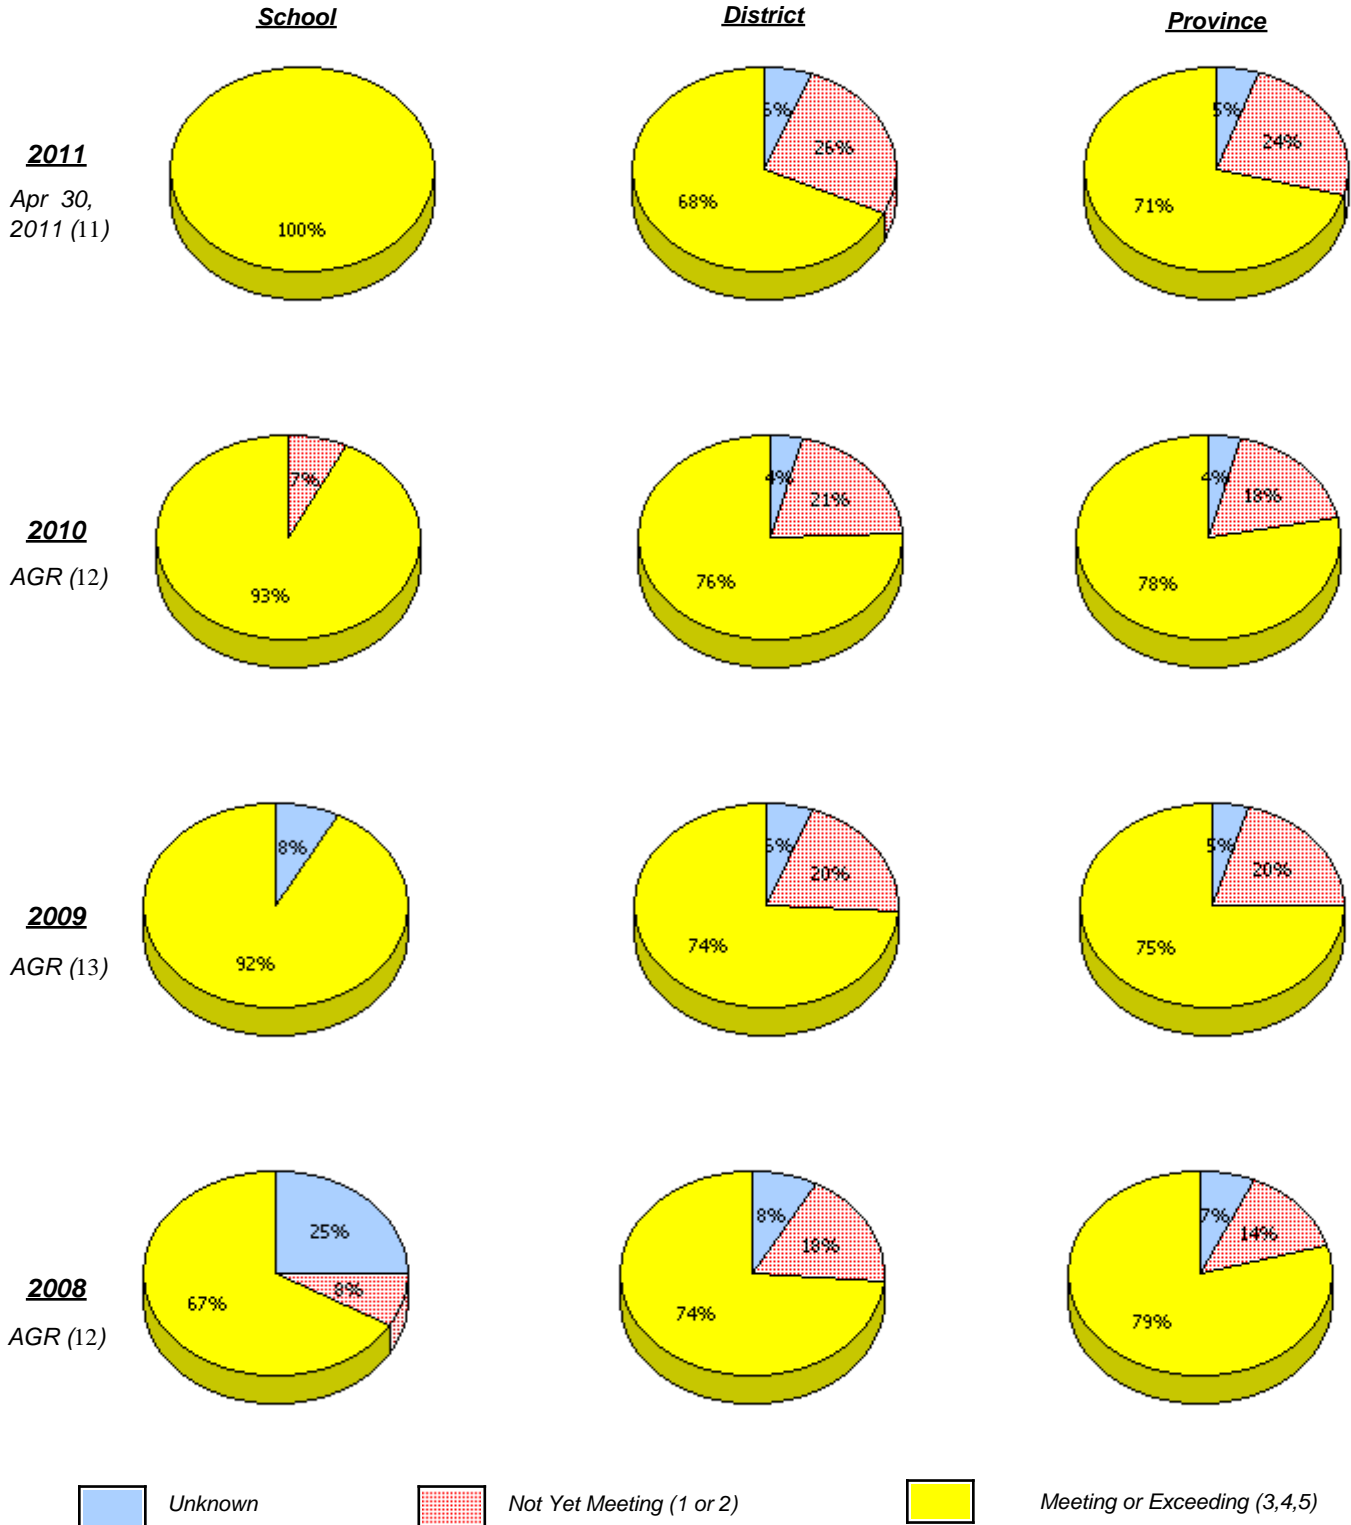 School District Province
26% 24%
5%
2011
Apr 30,
2011 (11)
100% 68% 71%
7% 4% 21% 4% 18%
2010
AGR (12)
93% 76% 78%
8% 20% 5% 20%
2009
AGR (13)
92% 74% 75%
25% 8% 8% 18% 7% 14%
2008
AGR (12)
67% 74% 79%
Unknown Not Yet Meeting (1 or 2) Meeting or Exceeding (3,4,5)